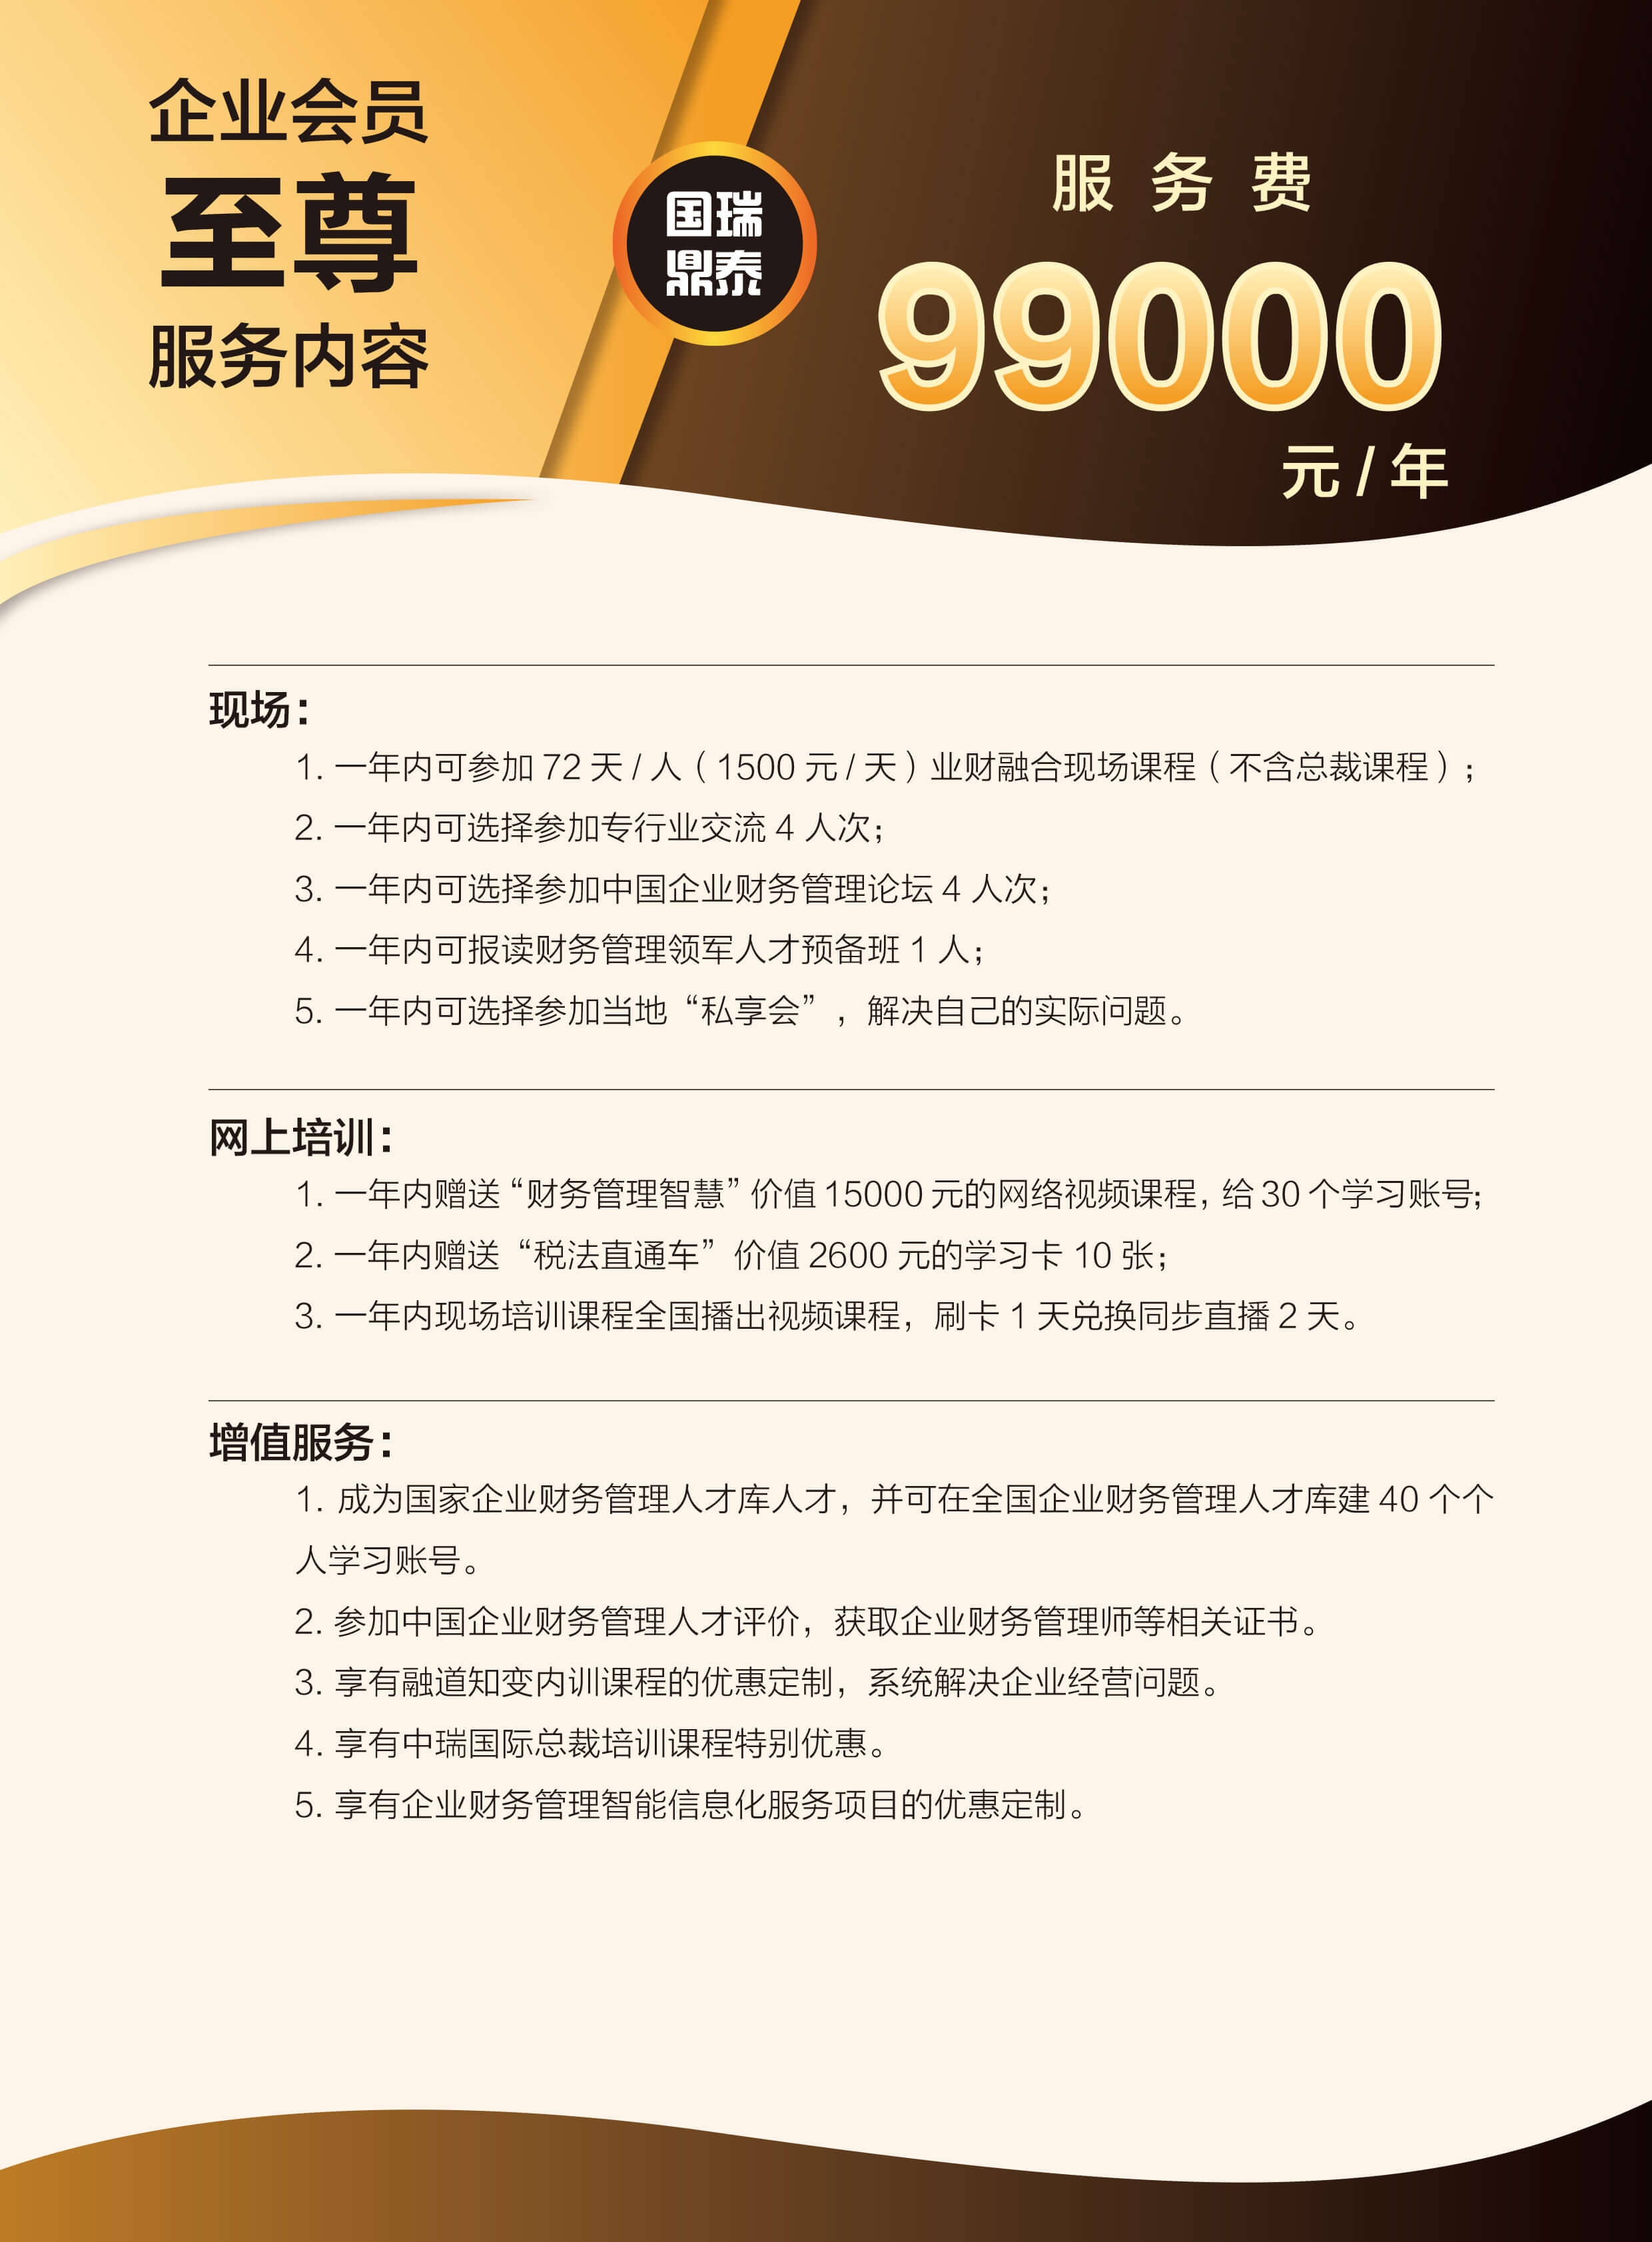 企业会员
至尊
服务内容
国瑞
鼎泰
服务费
99000
元/年
现场：
1. 一年内可参加 72 天 / 人（1500 元 / 天）业财融合现场课程（不含总裁课程）；
2. 一年内可选择参加专行业交流 4 人次；
3. 一年内可选择参加中国企业财务管理论坛 4 人次；
4. 一年内可报读财务管理领军人才预备班 1 人；
5. 一年内可选择参加当地“私享会”，解决自己的实际问题。
网上培训：
1. 一年内赠送“财务管理智慧”价值 15000 元的网络视频课程，给 30 个学习账号；
2. 一年内赠送“税法直通车”价值 2600 元的学习卡 10 张；
3. 一年内现场培训课程全国播出视频课程，刷卡 1 天兑换同步直播 2 天。
增值服务：
1. 成为国家企业财务管理人才库人才，并可在全国企业财务管理人才库建 40 个个
人学习账号。
2. 参加中国企业财务管理人才评价，获取企业财务管理师等相关证书。
3. 享有融道知变内训课程的优惠定制，系统解决企业经营问题。
4. 享有中瑞国际总裁培训课程特别优惠。
5. 享有企业财务管理智能信息化服务项目的优惠定制。